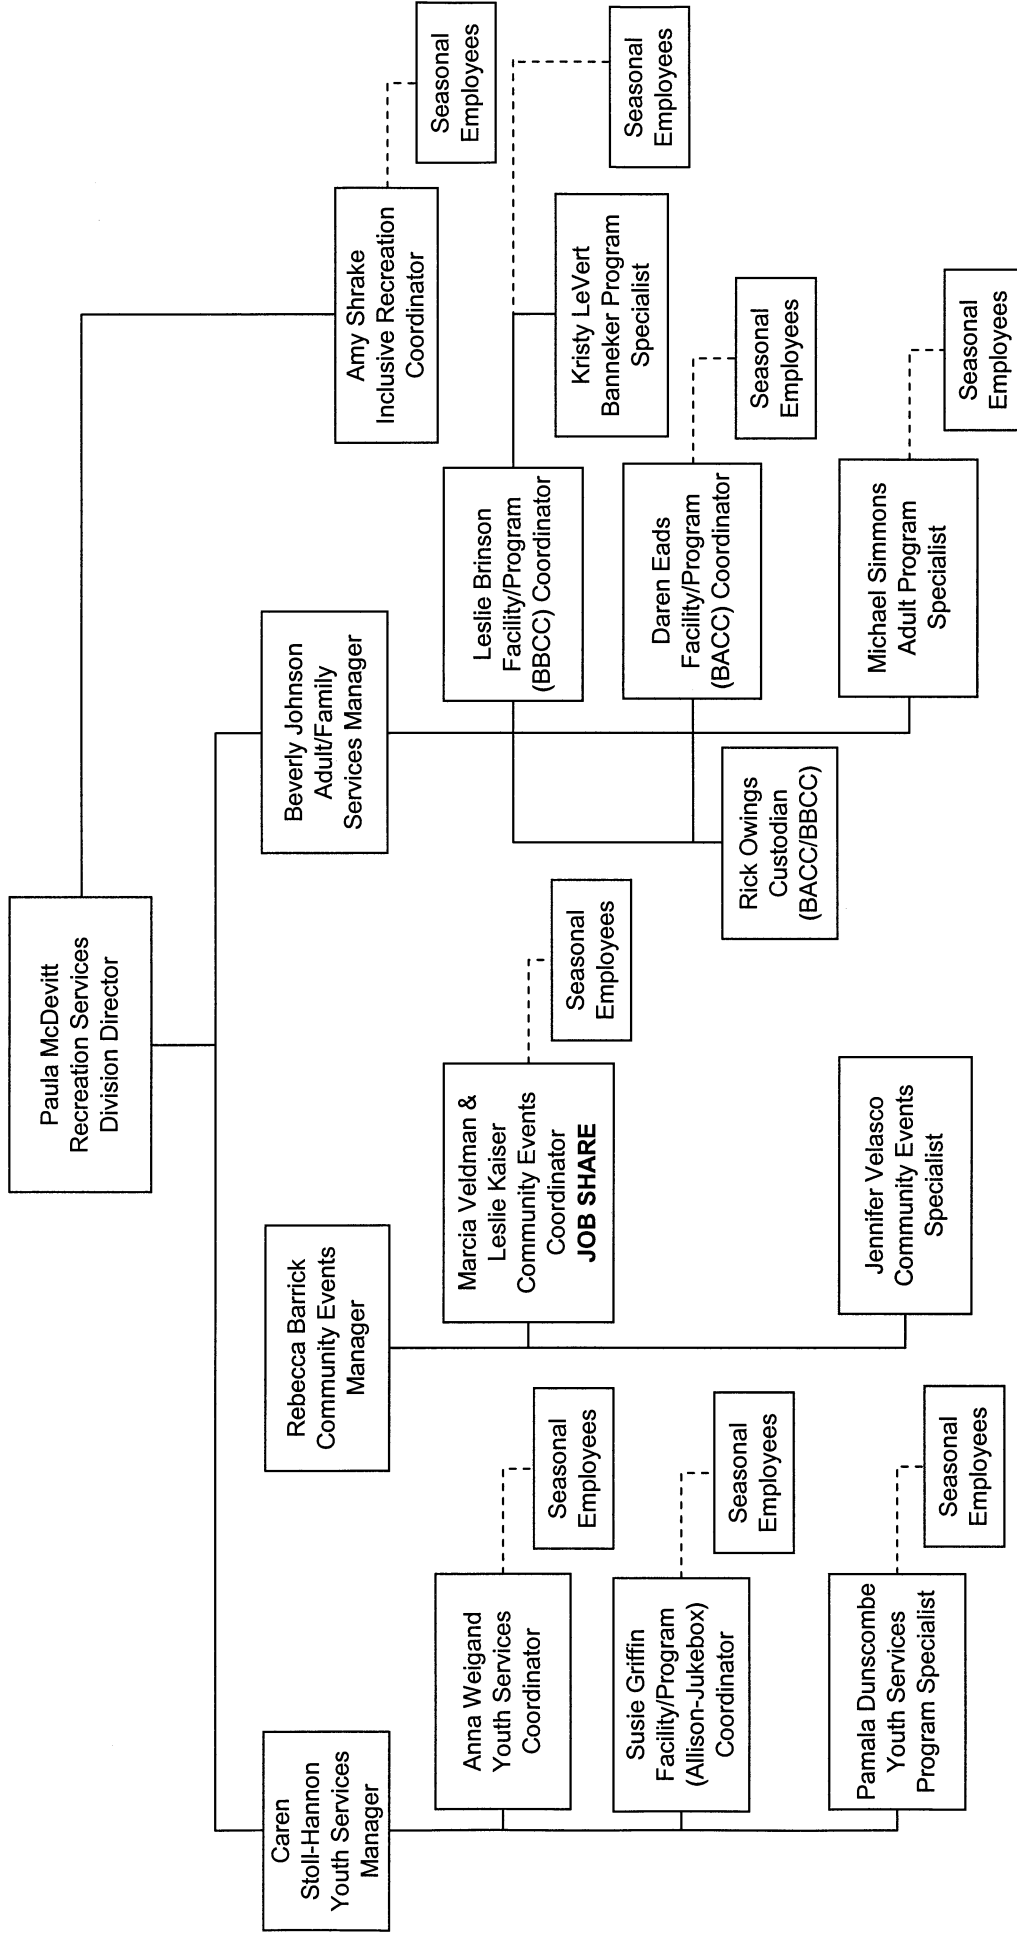 Paula McDevitt
Recreation Services
Division Director
Amy Shrake
Inclusive Recreation
Coordinator
Seasonal
Employees
Caren
Stoll-Hannon
Youth Services
Manager
Rebecca Barrick
Community Events
Manager
Beverly Johnson
Adult/Family
Services Manager
Anna Weigand
Youth Services
Coordinator
Seasonal
Employees
Marcia Veldman &
Leslie Kaiser
Community Events
Coordinator
JOB SHARE
Seasonal
Employees
Leslie Brinson
Facility/Program
(BBCC) Coordinator
Kristy LeVert
Banneker Program
Specialist
Seasonal
Employees
Susie Griffin
Facility/Program
(Allison-Jukebox)
Coordinator
Seasonal
Employees
Daren Eads
Facility/Program
(BACC) Coordinator
Seasonal
Employees
Rick Owings
Custodian
(BACC/BBCC)
Pamala Dunscombe
Youth Services
Program Specialist
Seasonal
Employees
Jennifer Velasco
Community Events
Specialist
Michael Simmons
Adult Program
Specialist
Seasonal
Employees